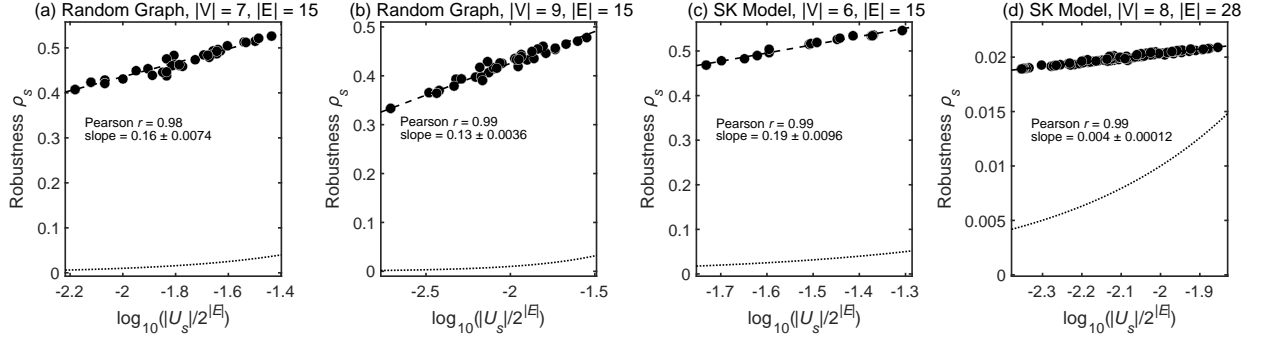 (a) Random Graph, |V| = 7, |E| = 15
Robustness ρs
0.5
0.4
0.3
0.2
0.1
0
Pearson r = 0.98
slope = 0.16 ± 0.0074
-2.2 -2 -1.8 -1.6 -1.4
log10(|Us|/2|E|)
(b) Random Graph, |V| = 9, |E| = 15
Robustness ρs
0.5
0.4
0.3
0.2
0.1
0
Pearson r = 0.99
slope = 0.13 ± 0.0036
-2.5 -2 -1.5
log10(|Us|/2|E|)
(c) SK Model, |V| = 6, |E| = 15
Robustness ρs
0.5
0.4
0.3
0.2
0.1
0
Pearson r = 0.99
slope = 0.19 ± 0.0096
-1.7 -1.6 -1.5 -1.4 -1.3
log10(|Us|/2|E|)
(d) SK Model, |V| = 8, |E| = 28
Robustness ρs
0.02
0.015
0.01
0.005
0
Pearson r = 0.99
slope = 0.004 ± 0.00012
-2.3 -2.2 -2.1 -2 -1.9
log10(|Us|/2|E|)